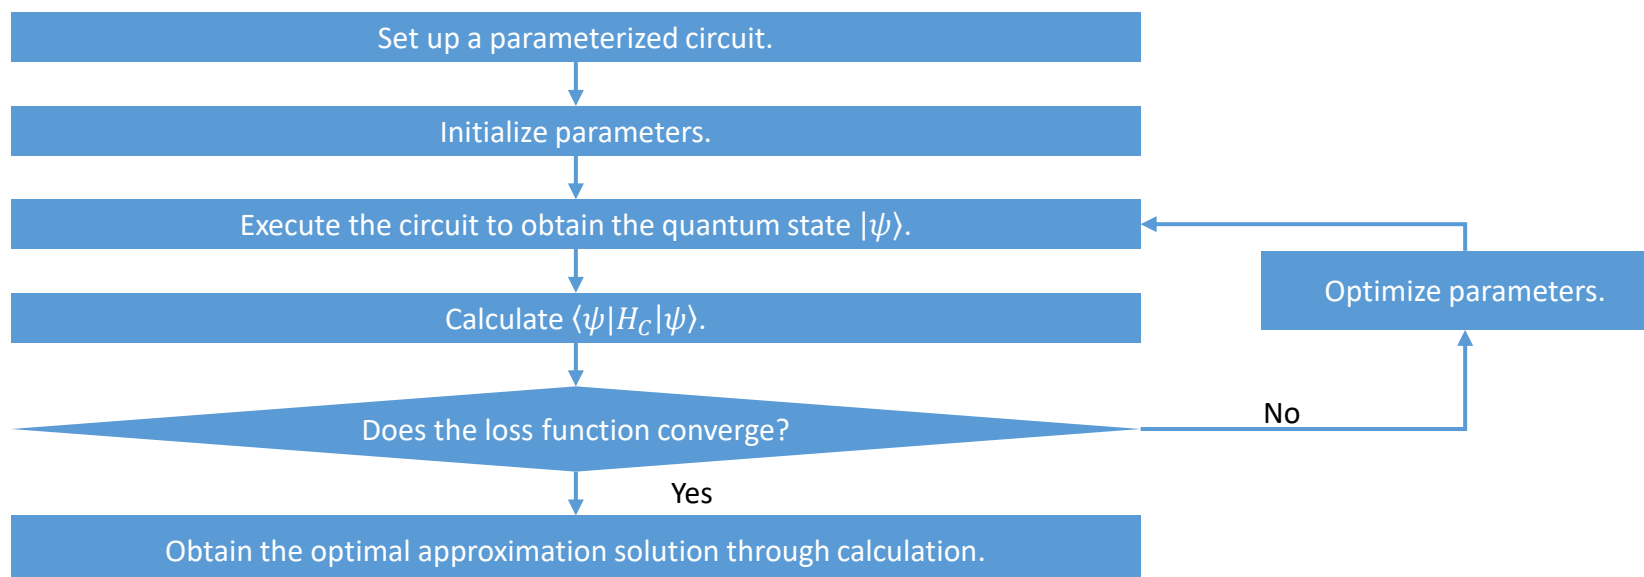 Set up a parameterized circuit.
Initialize parameters.
Execute the circuit to obtain the quantum state |𝜓⟩.
Optimize parameters.
Calculate ⟨𝜓|𝐻𝐶|𝜓⟩.
Does the loss function converge?
No
Yes
Obtain the optimal approximation solution through calculation.